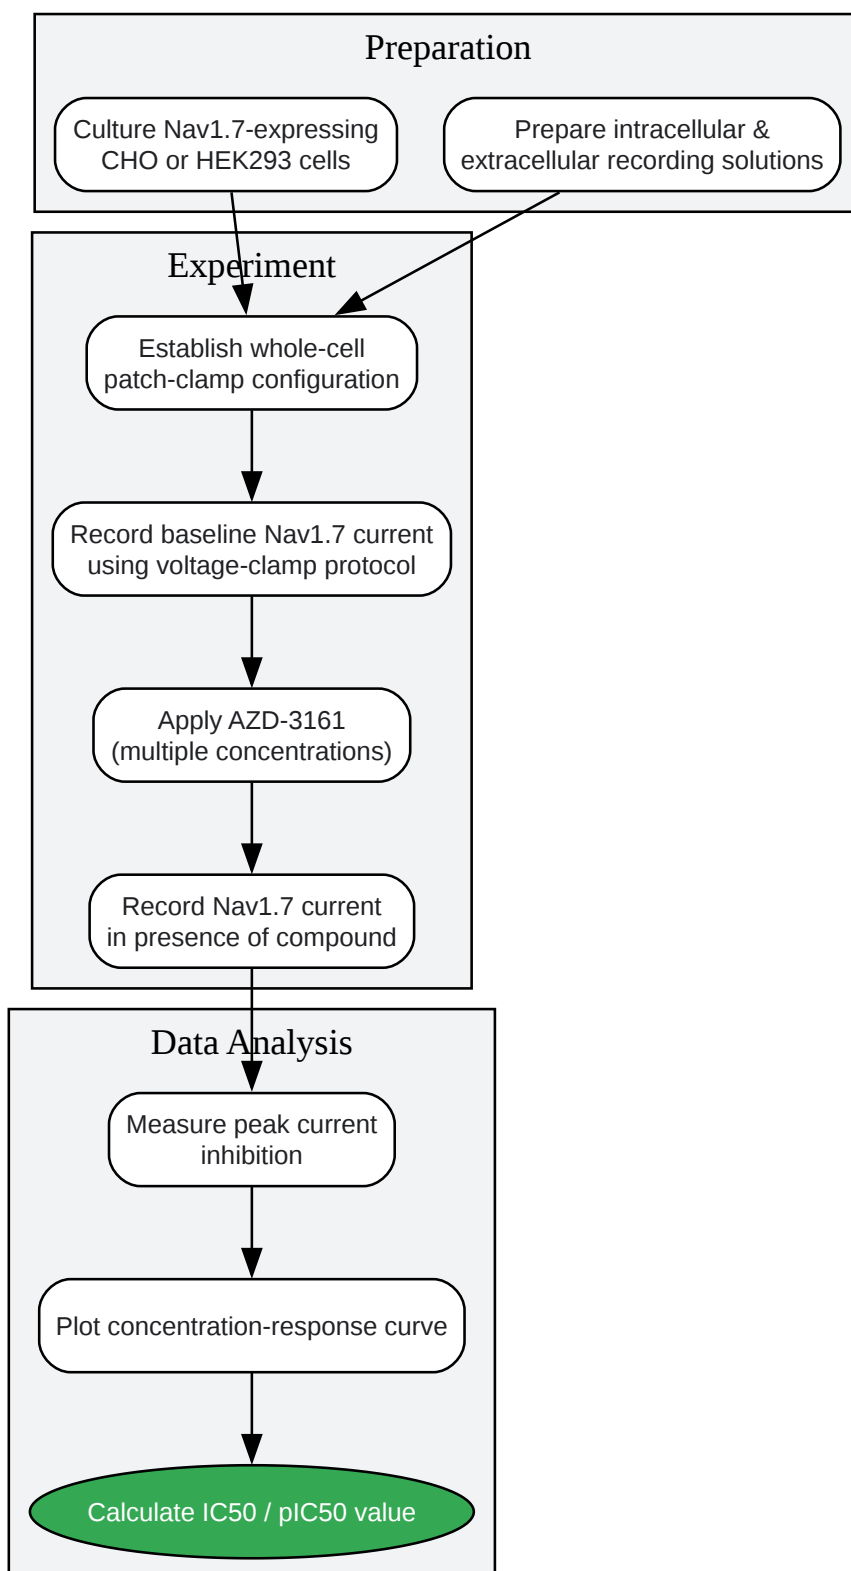 Preparation
Culture Nav1.7-expressing
CHO or HEK293 cells
Prepare intracellular &
extracellular recording solutions
Experiment
Establish whole-cell
patch-clamp configuration
Record baseline Nav1.7 current
using voltage-clamp protocol
Apply AZD-3161
(multiple concentrations)
Record Nav1.7 current
in presence of compound
Data Analysis
Measure peak current
inhibition
Plot concentration-response curve
Calculate IC50 / pIC50 value